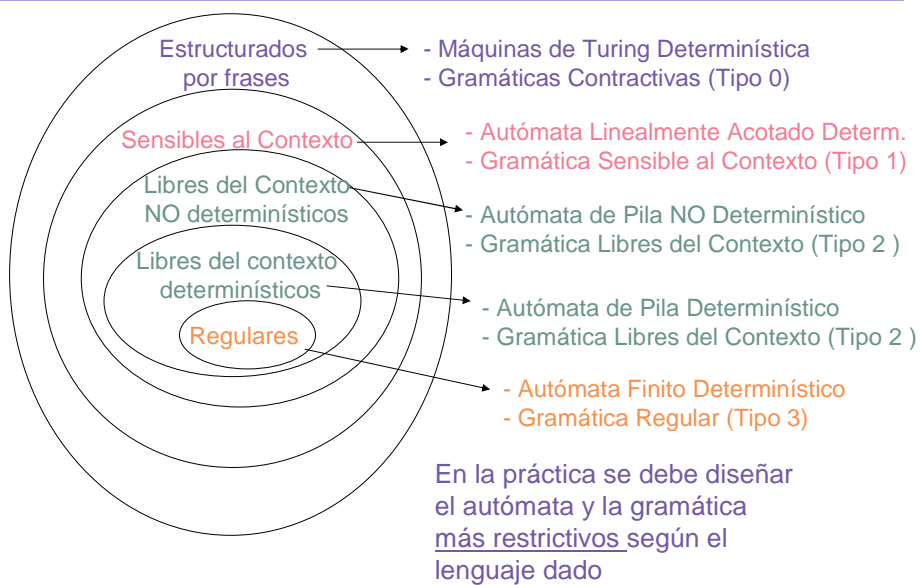 Estructurados
por frases
- Máquinas de Turing Determinística
- Gramáticas Contractivas (Tipo 0)
Sensibles al Contexto
- Autómata Linealmente Acotado Determ.
- Gramática Sensible al Contexto (Tipo 1)
Libres del Contexto
NO determinísticos
- Autómata de Pila NO Determinístico
- Gramática Libres del Contexto (Tipo 2 )
Libres del contexto
determinísticos
- Autómata de Pila Determinístico
- Gramática Libres del Contexto (Tipo 2 )
Regulares
- Autómata Finito Determinístico
- Gramática Regular (Tipo 3)
En la práctica se debe diseñar
el autómata y la gramática
más restrictivos según el
lenguaje dado